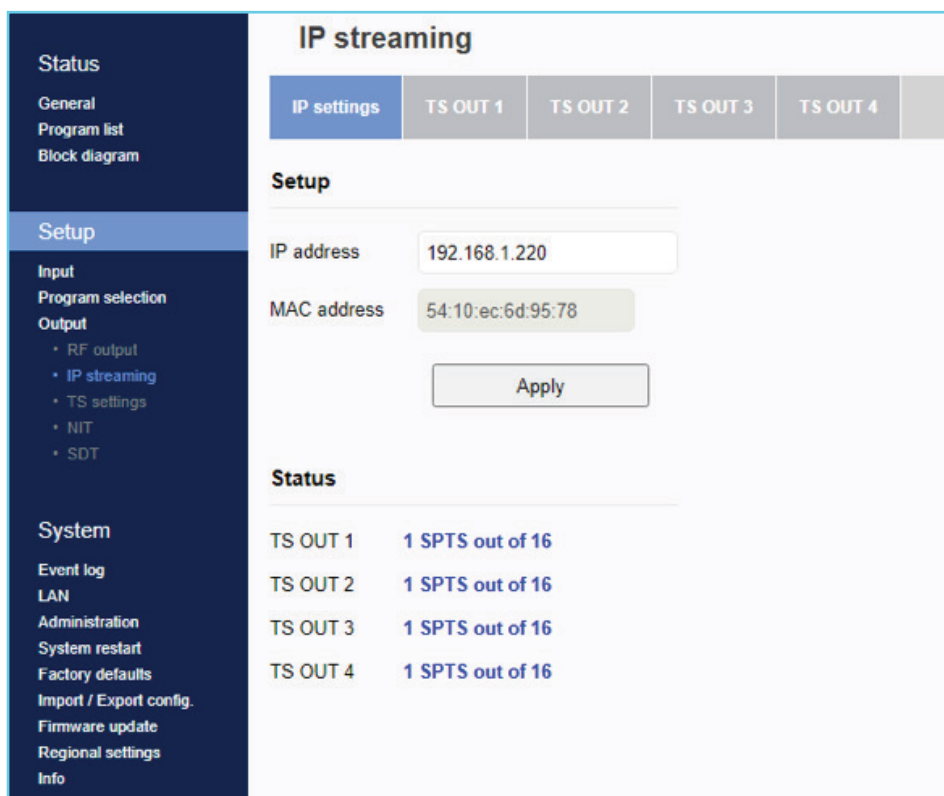 Status
General
Program list
Block diagram
Setup
Input
Program selection
Output
• RF output
• IP streaming
• TS settings
• NIT
• SDT
System
Event log
LAN
Administration
System restart
Factory defaults
Import / Export config.
Firmware update
Regional settings
Info
IP streaming
IP settings TS OUT 1 TS OUT 2 TS OUT 3 TS OUT 4
Setup
IP address 192.168.1.220
MAC address 54:10:ec:6d:95:78
Apply
Status
TS OUT 1 1 SPTS out of 16
TS OUT 2 1 SPTS out of 16
TS OUT 3 1 SPTS out of 16
TS OUT 4 1 SPTS out of 16